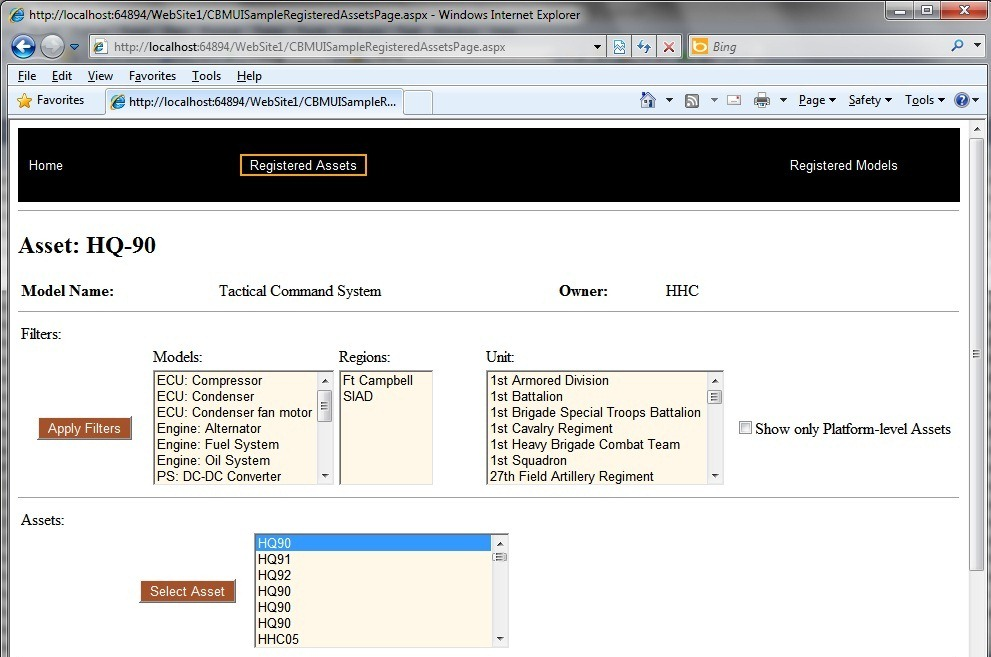 http://localhost:64894/WebSite1/CBMUISampleRegisteredAssetsPage.aspx - Windows Internet Explorer
http://localhost:64894/WebSite1/CBMUISampleRegisteredAssetsPage.aspx Bing
File Edit View Favorites Tools Help
Favorites http://localhost:64894/WebSite1/CBMUISampleR... Page Safety Tools
Home Registered Assets Registered Models
Asset: HQ-90
Model Name: Tactical Command System Owner: HHC
Filters:
Models: Regions: Unit:
ECU: Compressor Ft Campbell 1st Armored Division
ECU: Condenser SIAD 1st Battalion
ECU: Condenser fan motor 1st Brigade Special Troops Battalion
Apply Filters Engine: Alternator 1st Cavalry Regiment Show only Platform-level Assets
Engine: Fuel System 1st Heavy Brigade Combat Team
Engine: Oil System 1st Squadron
PS: DC-DC Converter 27th Field Artillery Regiment
Assets:
HQ90
HQ91
HQ92
Select Asset HQ90
HQ90
HQ90
HHC05